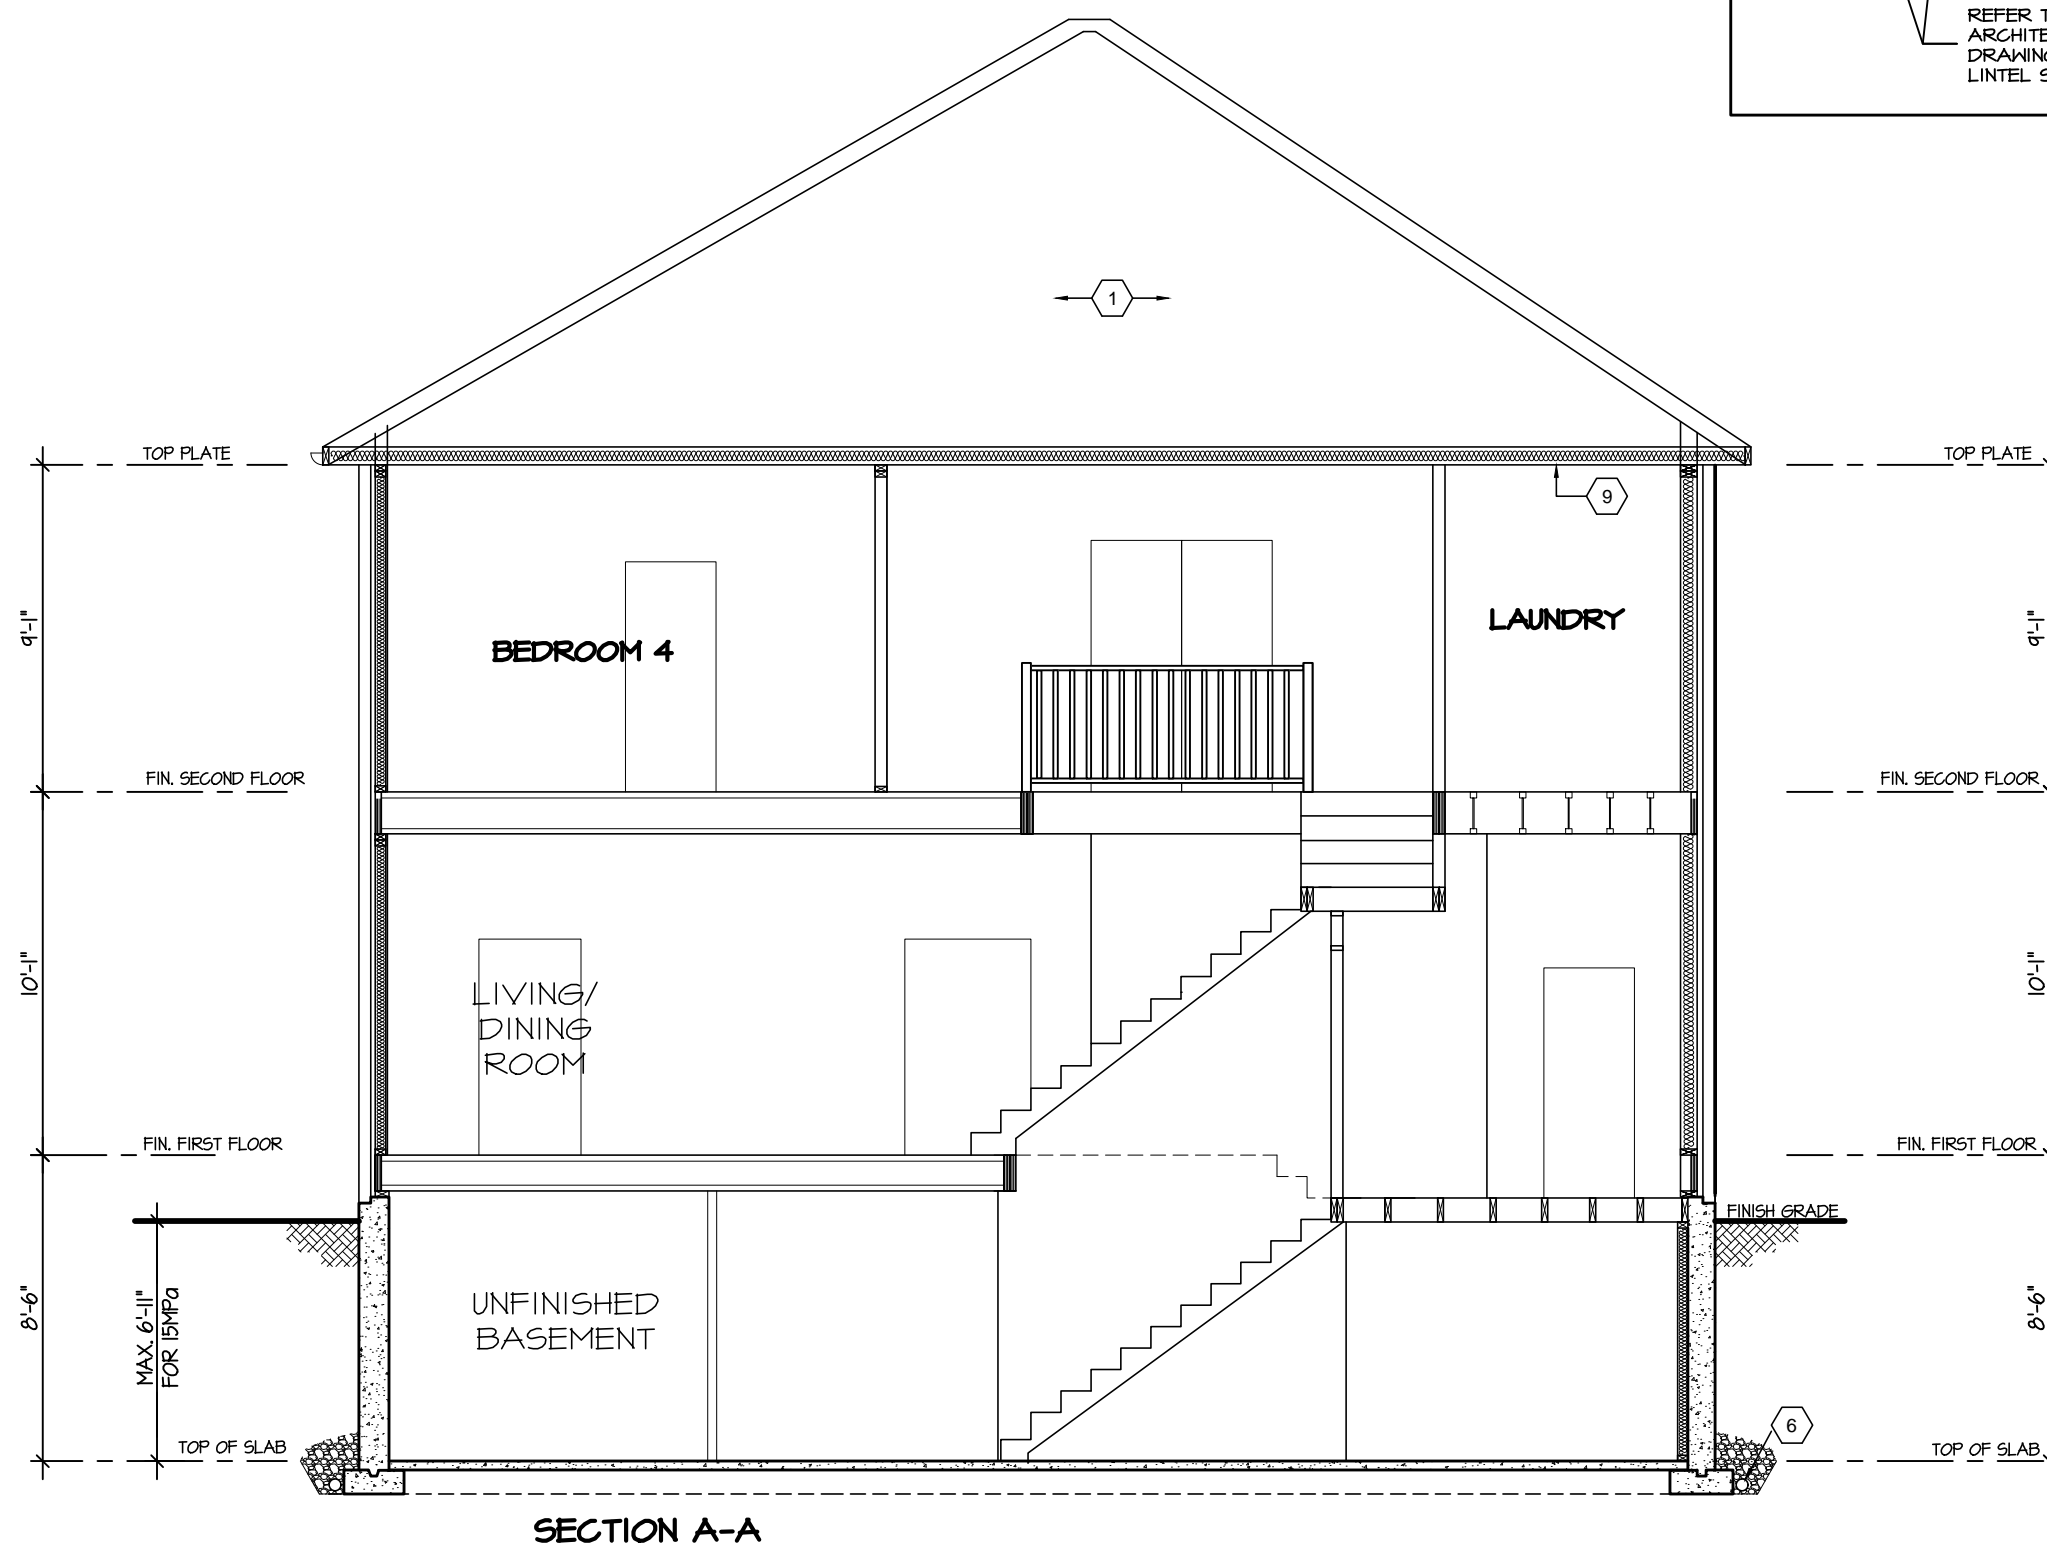 REFER
ARCHITE
DRAWING
LINTEL
1
TOP PLATE
TOP PLATE
9
9'-1"
BEDROOM 4
LAUNDRY
9'-1"
FIN. SECOND FLOOR
FIN. SECOND FLOOR
10'-1"
LIVING/
DINING
ROOM
10'-1"
FIN. FIRST FLOOR
FIN. FIRST FLOOR
FINISH GRADE
8'-6"
MAX. 6'-11"
FOR 15MPa
UNFINISHED
BASEMENT
8'-6"
6
TOP OF SLAB
TOP OF SLAB
SECTION A-A